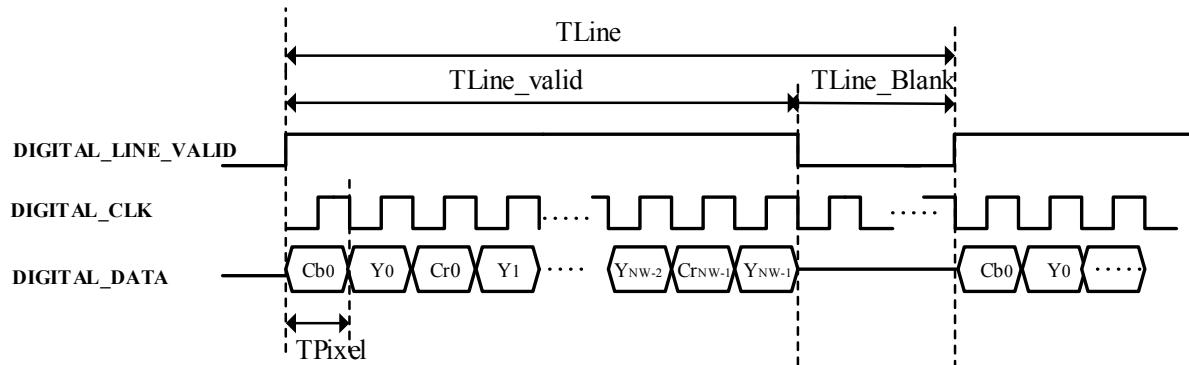 TLine
TLine_valid TLine_Blank
DIGITAL_LINE_VALID
DIGITAL_CLK ..... .....
DIGITAL_DATA Cb0 Y0 Cr0 Y1 .... YNW-2 CrNW-1 YNW-1 Cb0 Y0 .....
TPixel